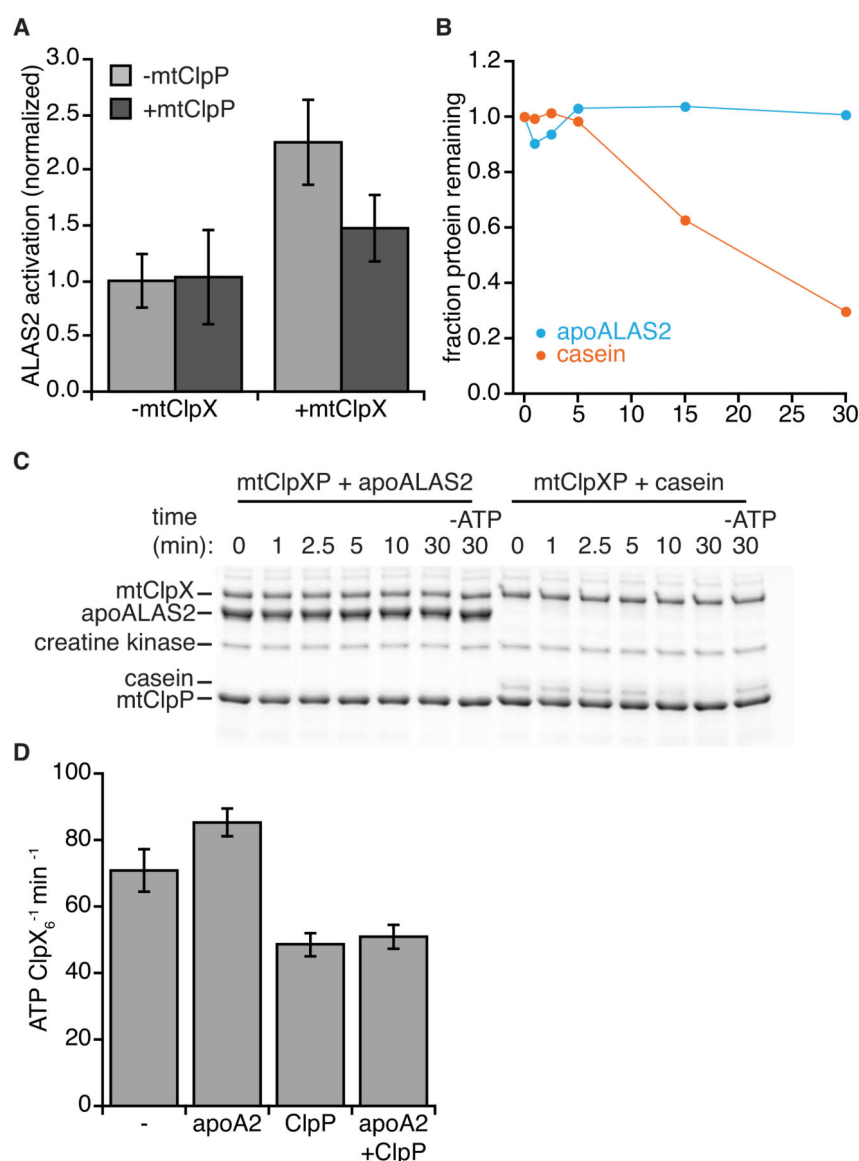 A
ALAS2 activation (normalized)
3.0
2.5
2.0
1.5
1.0
0.5
0.0
-mtClpP
+mtClpP
-mtClpX
+mtClpX
B
fraction prtoein remaining
1.2
1.0
0.8
0.6
0.4
0.2
0.0
apoALAS2
casein
0 5 10 15 20 25 30
C
mtClpXP + apoALAS2
mtClpXP + casein
time -ATP -ATP
(min): 0 1 2.5 5 10 30 30 0 1 2.5 5 10 30 30
mtClpX
apoALAS2
creatine kinase
casein
mtClpP
D
ATP ClpX₆⁻¹ min⁻¹
100
80
60
40
20
0
- apoA2 ClpP apoA2
+ClpP